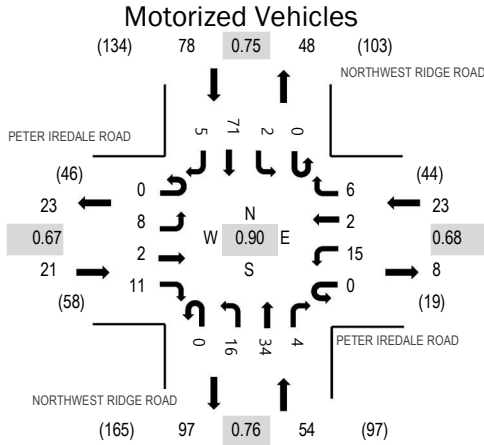 Motorized Vehicles
(134) 78 0.75 48 (103)
NORTHWEST RIDGE ROAD
5 71 2 0
PETER IREDALE ROAD
(46) 0 6 (44)
23 23
8 N 2
0.67 W 0.90 E 0.68
2 S 15
21 8
11 0
(58) (19)
0 16 34 4
PETER IREDALE ROAD
NORTHWEST RIDGE ROAD
(165) 97 0.76 54 (97)